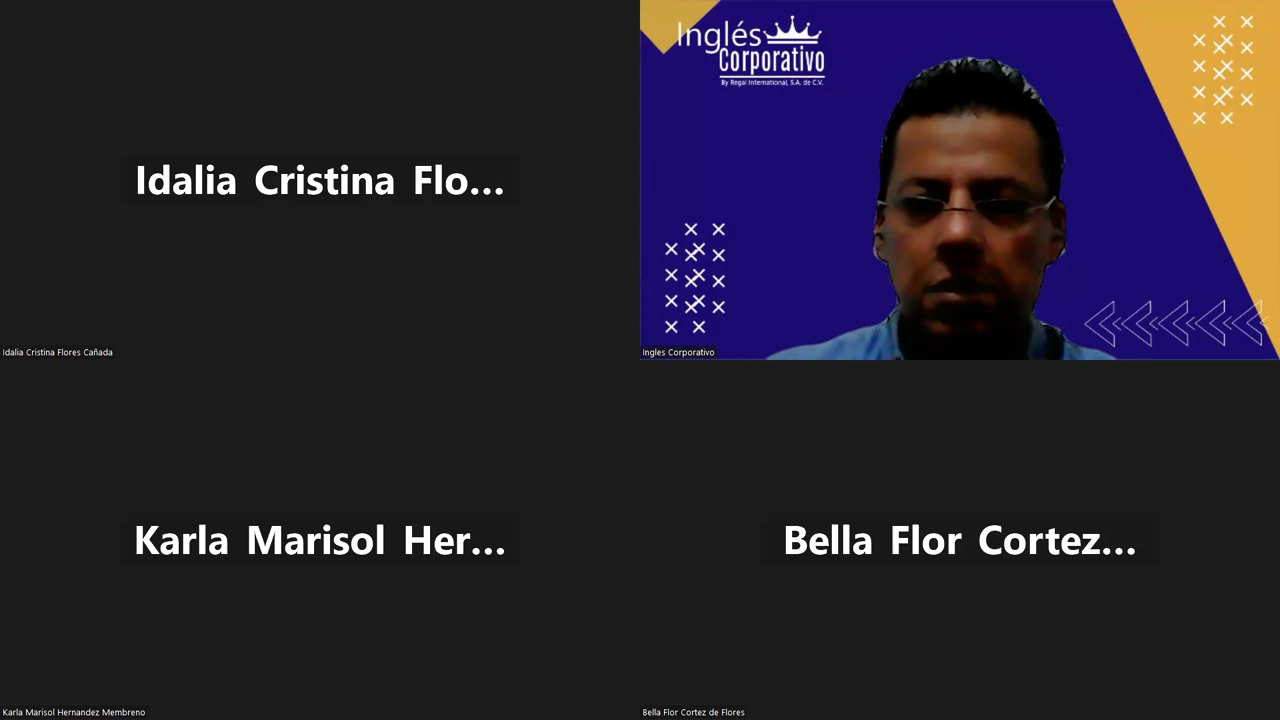 Idalia Cristina Flo...
Idalia Cristina Flores Cañada
Inglés
Corporativo
By Regal International, S.A. de C.V.
Ingles Corporativo
Karla Marisol Her...
Karla Marisol Hernandez Membreno
Bella Flor Cortez...
Bella Flor Cortez de Flores